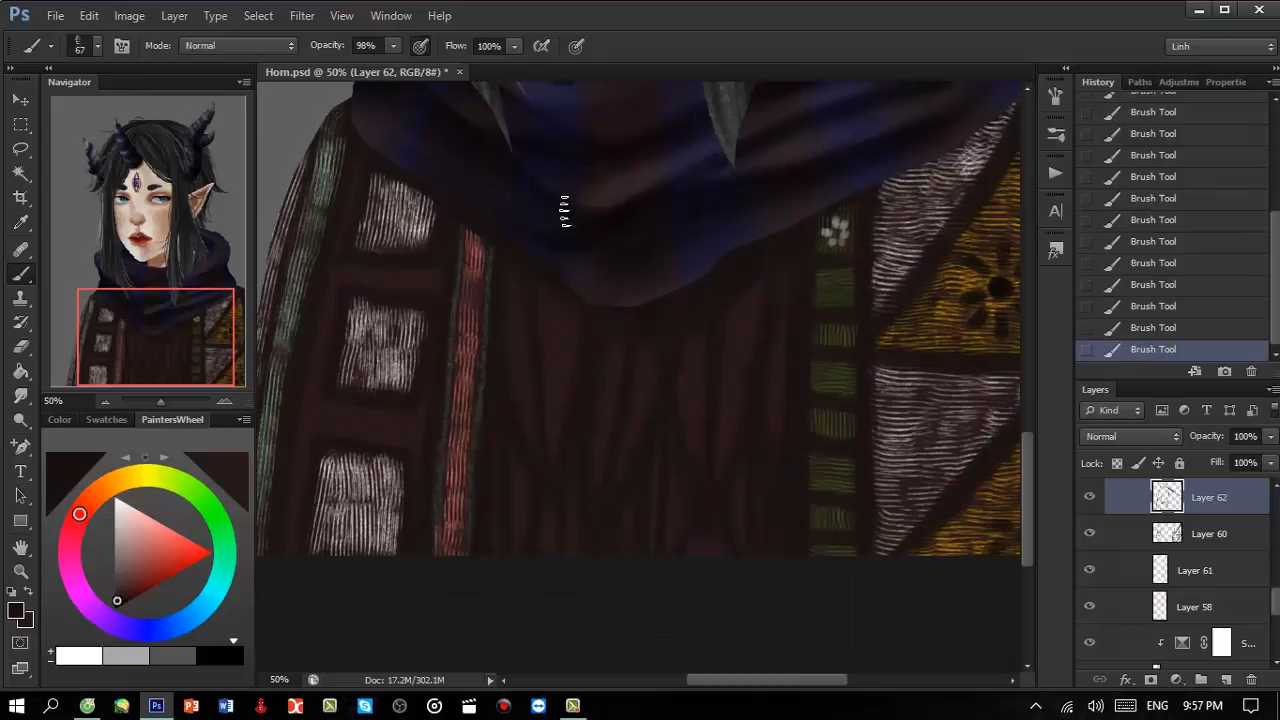 Ps File Edit Image Layer Type Select Filter View Window Help
67 Mode: Normal Opacity: 98% Flow: 100% Linh
Navigator
Horn.psd @ 50% (Layer 62, RGB/8#) * ×
History Paths Adjustme Propertie
Brush Tool
Brush Tool
Brush Tool
Brush Tool
Brush Tool
Brush Tool
Brush Tool
Brush Tool
Brush Tool
Brush Tool
Brush Tool
Brush Tool
Layers
50%
Kind
Color Swatches PaintersWheel
Normal Opacity: 100%
Lock: Fill: 100%
Layer 62
Layer 60
Layer 61
Layer 58
S...
50% Doc: 17.2M/302.1M
ENG 9:57 PM